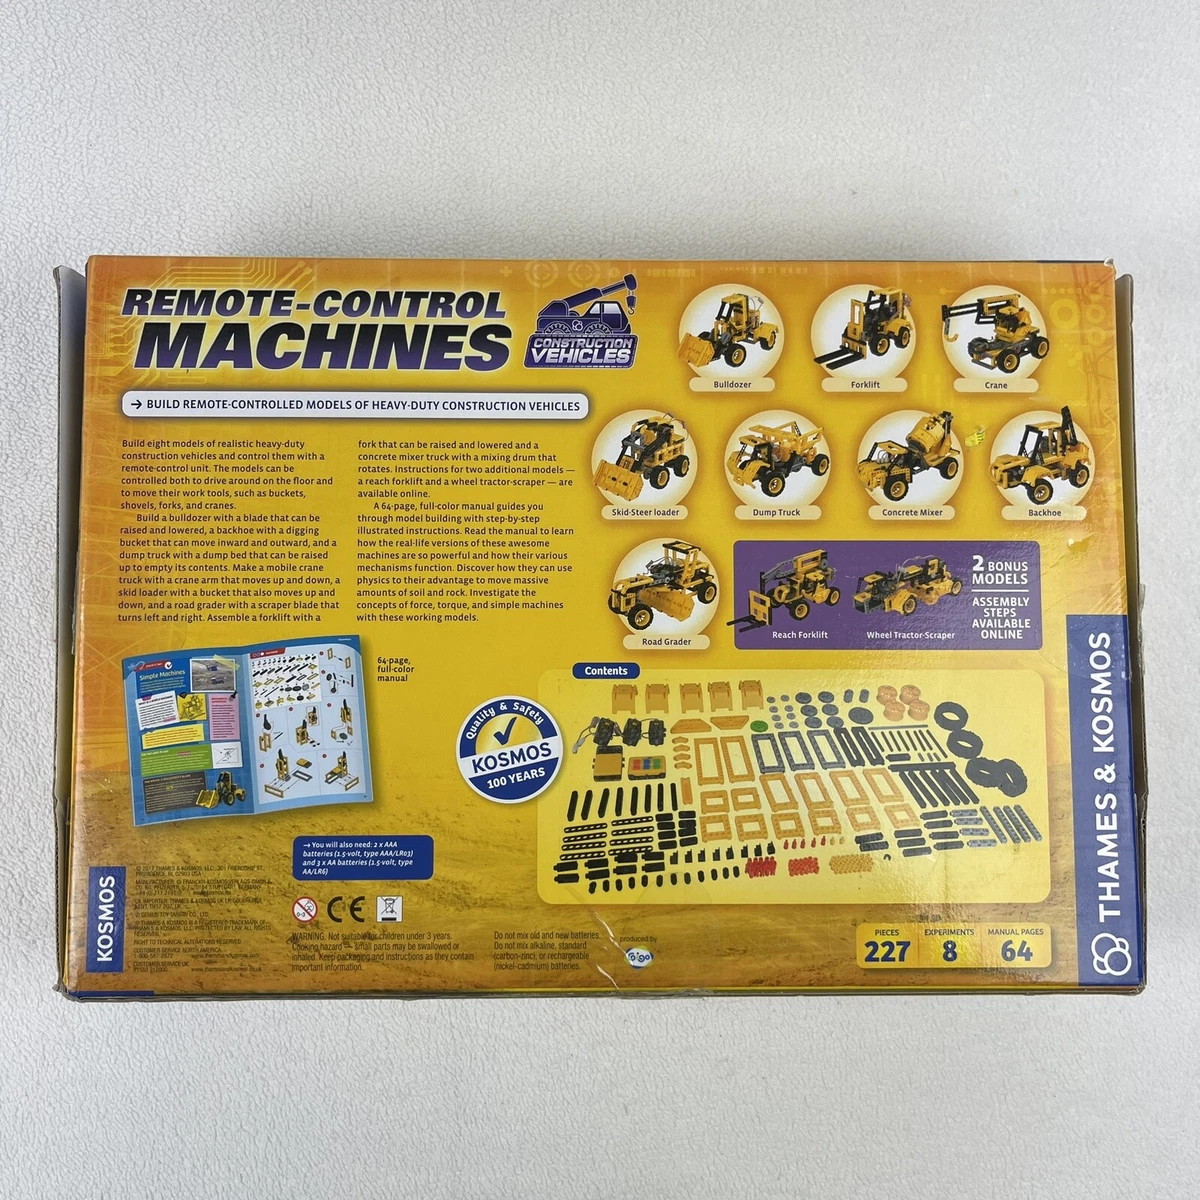 REMOTE-CONTROL
MACHINES
CONSTRUCTION
VEHICLES
→ BUILD REMOTE-CONTROLLED MODELS OF HEAVY-DUTY CONSTRUCTION VEHICLES
Build eight models of realistic heavy-duty
construction vehicles and control them with a
remote-control unit. The models can be
controlled both to drive around on the floor and
to move their work tools, such as buckets,
shovels, forks, and cranes.
Build a bulldozer with a blade that can be
raised and lowered, a backhoe with a digging
bucket that can move inward and outward, and a
dump truck with a dump bed that can be raised
up to empty its contents. Make a mobile crane
truck with a crane arm that moves up and down, a
skid loader with a bucket that also moves up and
down, and a road grader with a scraper blade that
turns left and right. Assemble a forklift with a
fork that can be raised and lowered and a
concrete mixer truck with a mixing drum that
rotates. Instructions for two additional models —
a reach forklift and a wheel tractor-scraper — are
available online.
A 64-page, full-color manual guides you
through model building with step-by-step
illustrated instructions. Read the manual to learn
how the real-life versions of these awesome
machines are so powerful and how their various
mechanisms function. Discover how they can use
physics to their advantage to move massive
amounts of soil and rock. Investigate the
concepts of force, torque, and simple machines
with these working models.
Bulldozer
Forklift
Crane
Skid-Steer loader
Dump Truck
Concrete Mixer
Backhoe
Road Grader
Reach Forklift
Wheel Tractor-Scraper
2 BONUS
MODELS
ASSEMBLY
STEPS
AVAILABLE
ONLINE
Simple Machines
64-page,
full-color
manual
Quality & Safety
KOSMOS
100 YEARS
Contents
→ You will also need: 2 x AAA
batteries (1.5-volt, type AAA/LR03)
and 3 x AA batteries (1.5-volt, type
AA/LR6)
KOSMOS
0-3
CE
WARNING. Not suitable for children under 3 years.
Choking hazard — small parts may be swallowed or
inhaled. Keep packaging and instructions as they contain
important information.
Do not mix old and new batteries.
Do not mix alkaline, standard
(carbon-zinc), or rechargeable
(nickel-cadmium) batteries.
produced by
gigo
PIECES
227
EXPERIMENTS
8
MANUAL PAGES
64
THAMES & KOSMOS